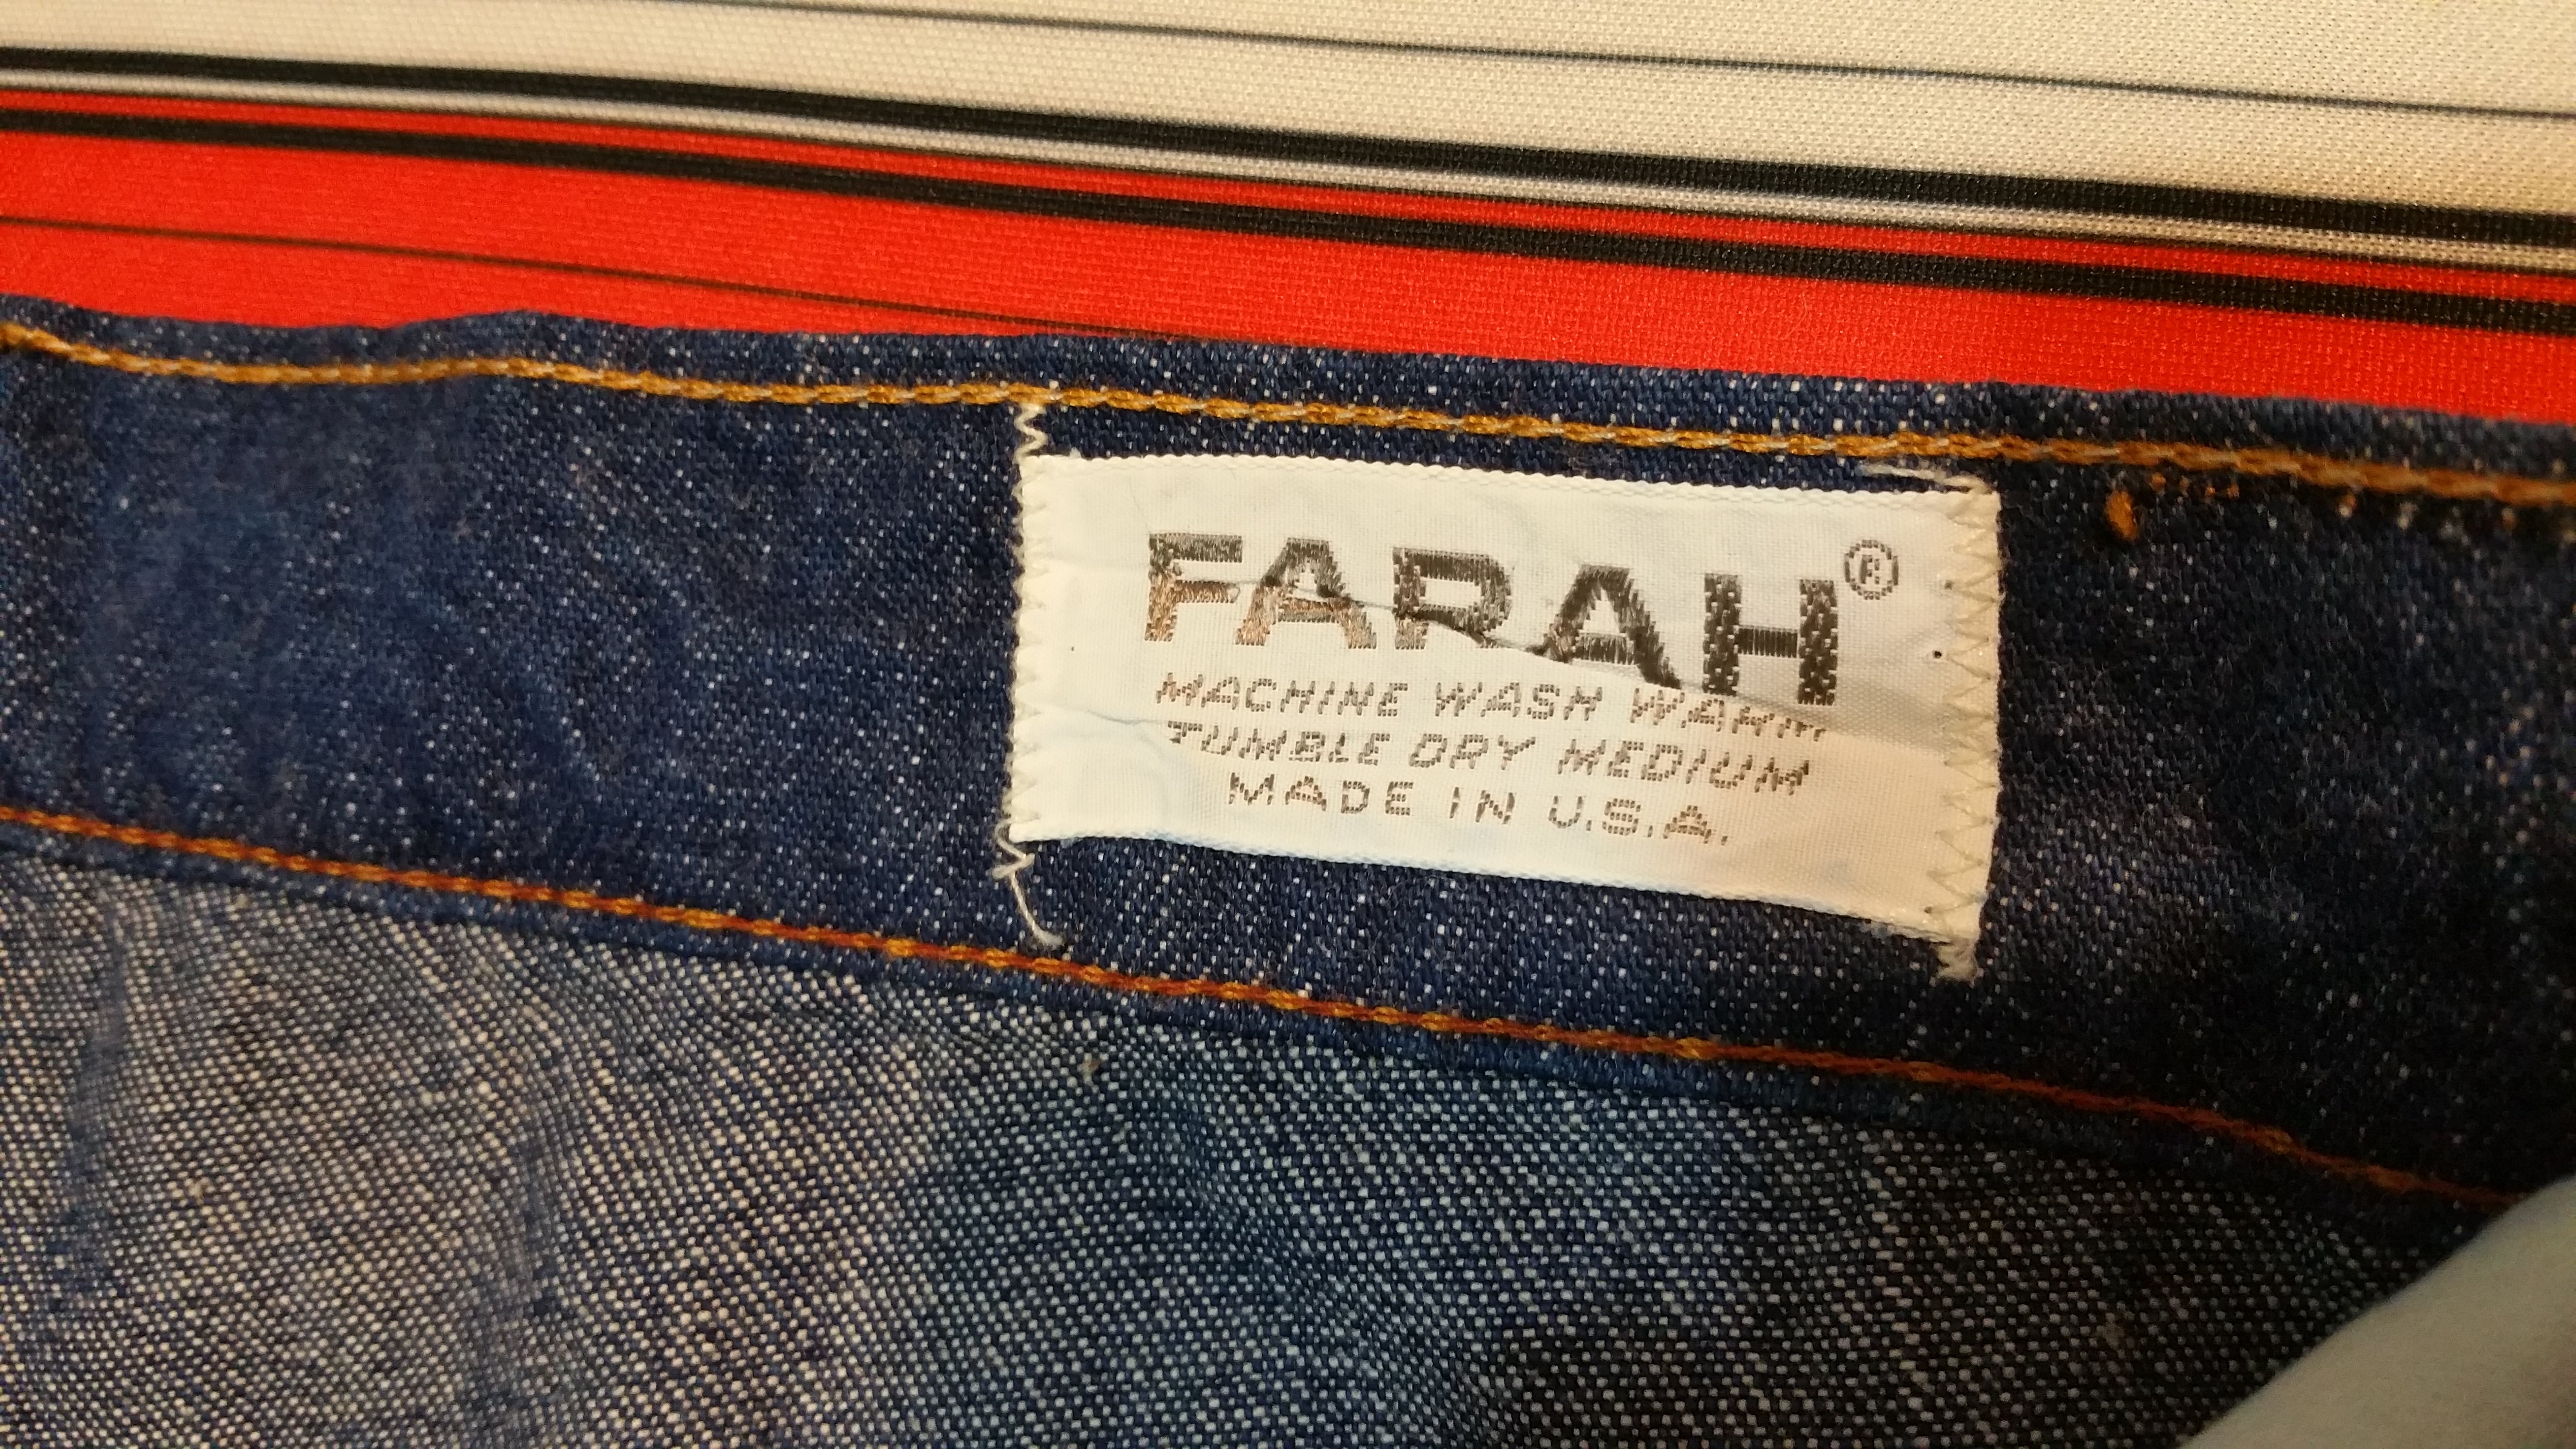 FARAH®
MACHINE WASH WARM
TUMBLE DRY MEDIUM
MADE IN U.S.A.